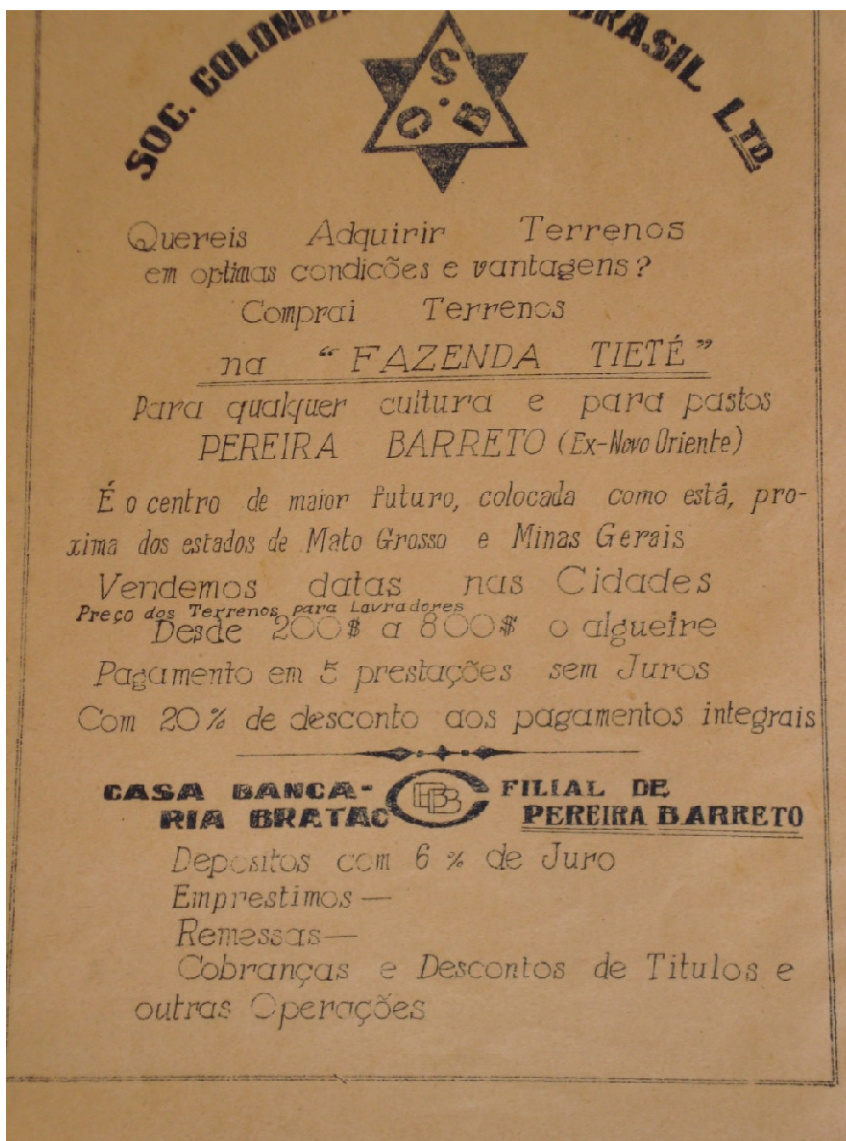 SOC. COLONIZ BRASIL LTD
S
C. B
Quereis Adquirir Terrenos
em optimas condicões e vantagens?
Comprai Terrenos
na “FAZENDA TIETÉ”
Para qualquer cultura e para pastos
PEREIRA BARRETO (Ex-Novo Oriente)
É o centro de maior futuro, colocada como está, pro-
xima dos estados de Mato Grosso e Minas Gerais
Vendemos datas nas Cidades
Preço dos Terrenos para Lavradores
Desde 200$ a 800$ o algueire
Pagamento em 5 prestações sem Juros
Com 20% de desconto aos pagamentos integrais
CASA BANCA- FILIAL DE
RIA BRATAC PEREIRA BARRETO
Depositos com 6 % de Juro
Emprestimos —
Remessas—
Cobranças e Descontos de Titulos e
outras Operações